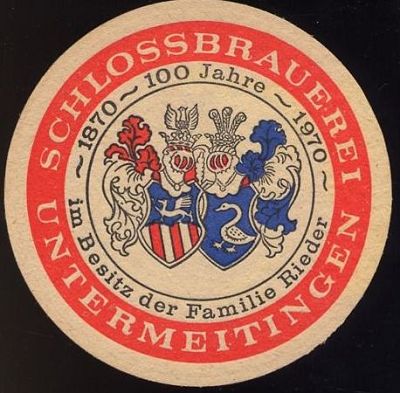 SCHLOSSBRAUEREI
UNTERMEITINGEN
~ 1870 ~ 100 Jahre ~ 1970 ~
im Besitz der Familie Rieder